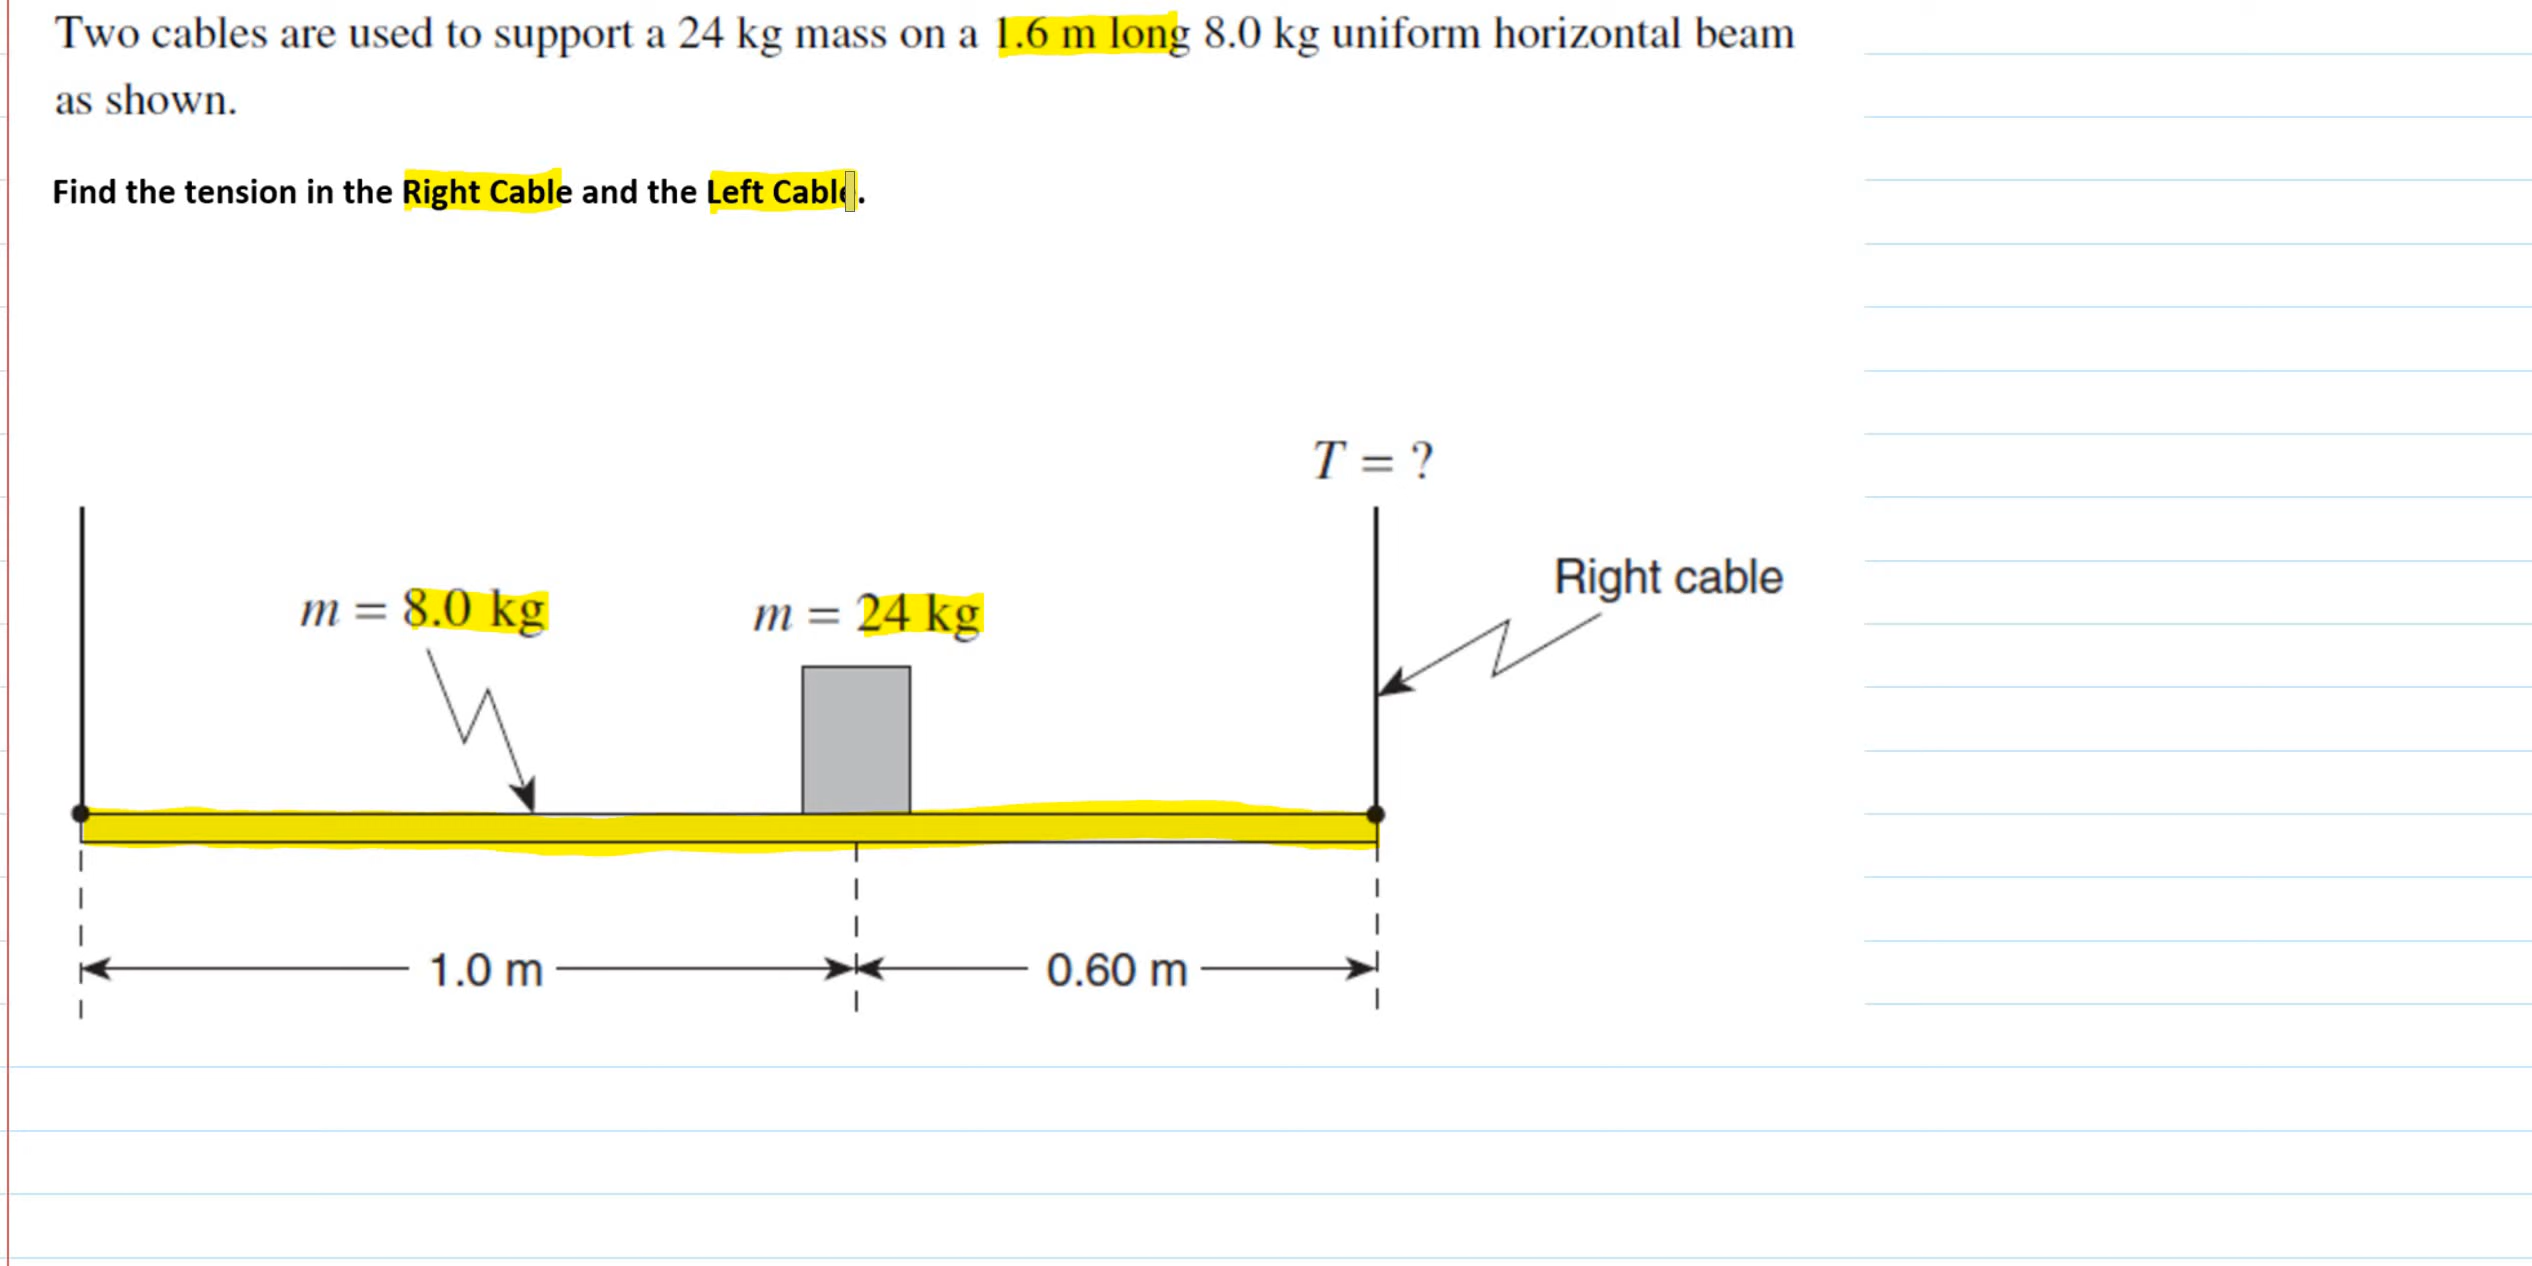 Two cables are used to support a 24 kg mass on a 1.6 m long 8.0 kg uniform horizontal beam
as shown.
Find the tension in the Right Cable and the Left Cable.
T = ?
Right cable
m = 8.0 kg
m = 24 kg
1.0 m
0.60 m